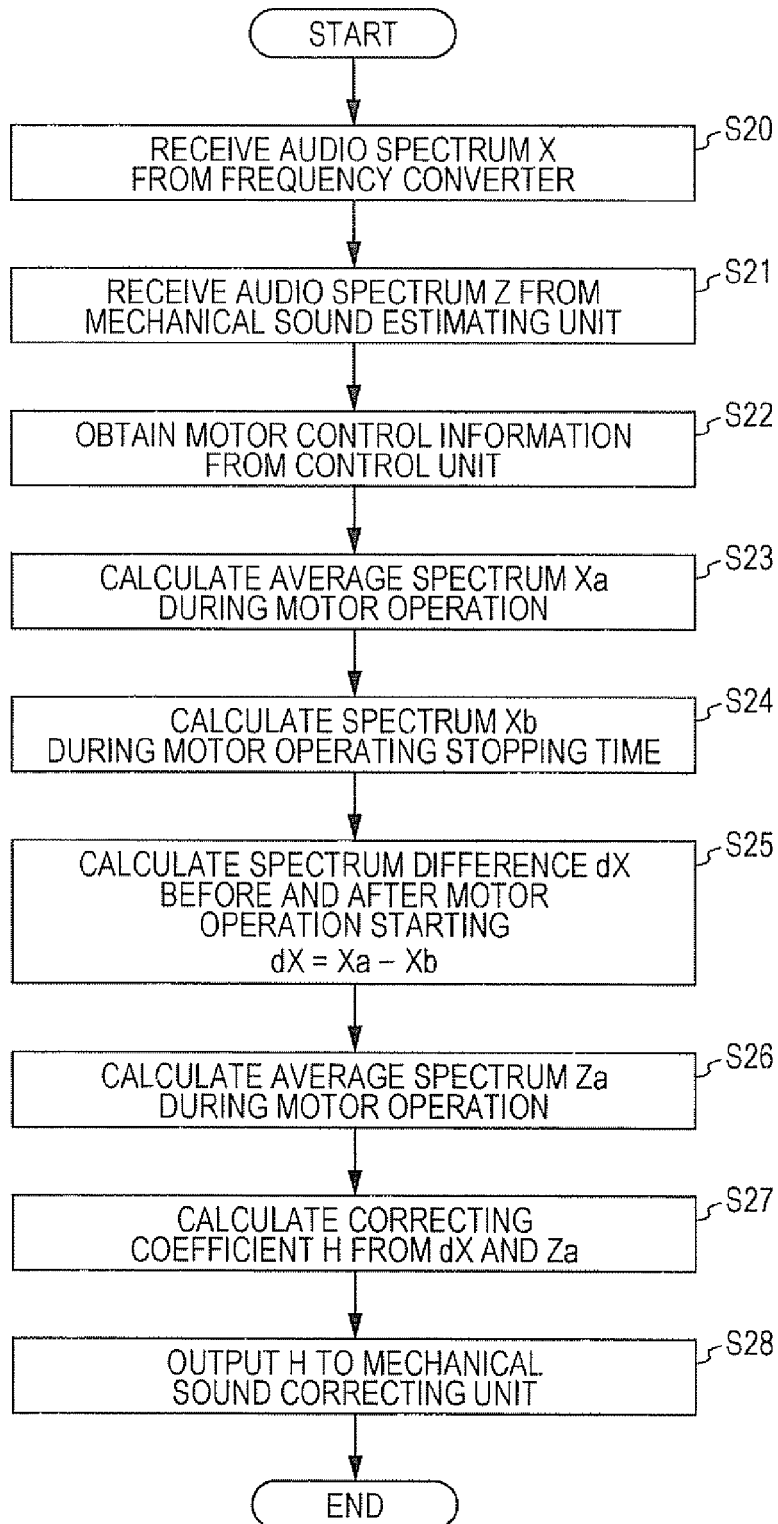 START
S20
RECEIVE AUDIO SPECTRUM X
FROM FREQUENCY CONVERTER
S21
RECEIVE AUDIO SPECTRUM Z FROM
MECHANICAL SOUND ESTIMATING UNIT
S22
OBTAIN MOTOR CONTROL INFORMATION
FROM CONTROL UNIT
S23
CALCULATE AVERAGE SPECTRUM Xa
DURING MOTOR OPERATION
S24
CALCULATE SPECTRUM Xb
DURING MOTOR OPERATING STOPPING TIME
S25
CALCULATE SPECTRUM DIFFERENCE dX
BEFORE AND AFTER MOTOR
OPERATION STARTING
dX = Xa – Xb
S26
CALCULATE AVERAGE SPECTRUM Za
DURING MOTOR OPERATION
S27
CALCULATE CORRECTING
COEFFICIENT H FROM dX AND Za
S28
OUTPUT H TO MECHANICAL
SOUND CORRECTING UNIT
END